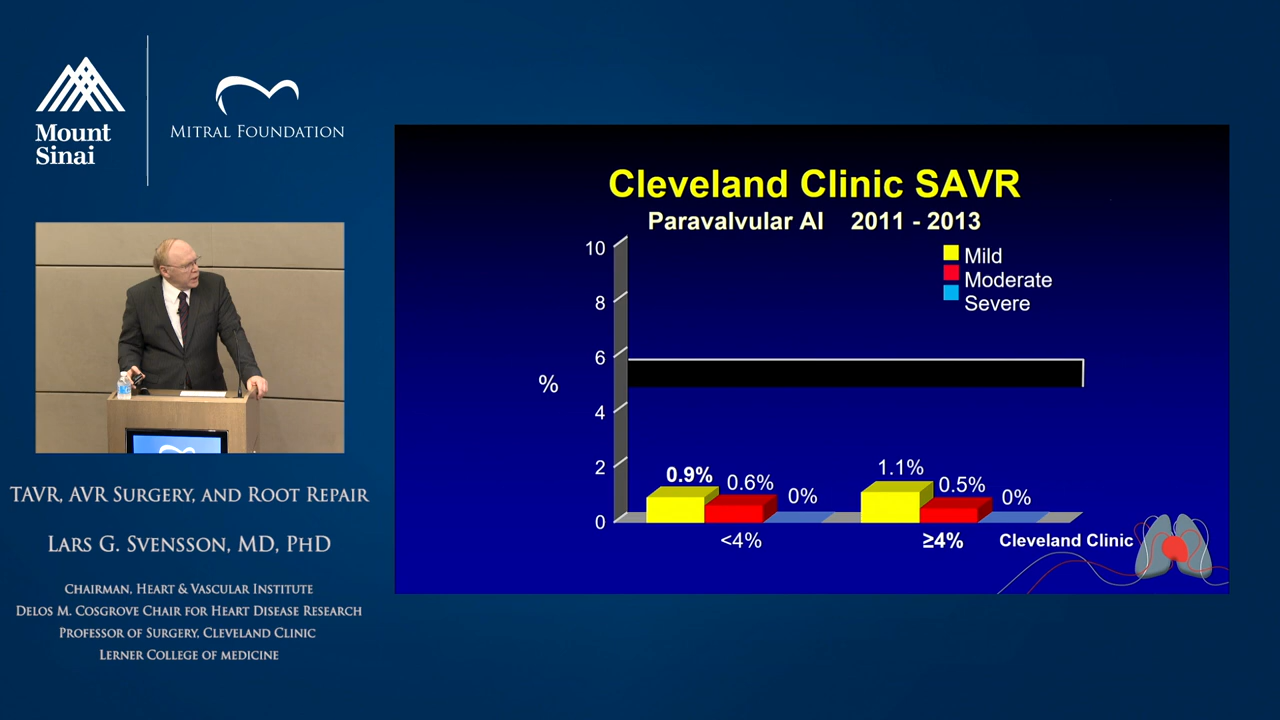 Mount
Sinai
Mitral Foundation
TAVR, AVR Surgery, and Root Repair
Lars G. Svensson, MD, PhD
Chairman, Heart & Vascular Institute
Delos M. Cosgrove Chair for Heart Disease Research
Professor of Surgery, Cleveland Clinic
Lerner College of medicine
Cleveland Clinic SAVR
Paravalvular AI 2011 - 2013
Mild
Moderate
Severe
%
10
8
6
4
2
0
0.9%
0.6%
0%
1.1%
0.5%
0%
<4%
≥4%
Cleveland Clinic